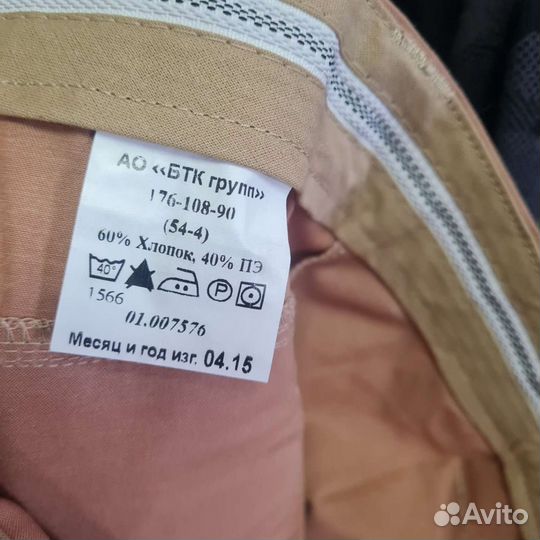 АО «БТК групп»
176-108-90
(54-4)
60% Хлопок, 40% ПЭ
40° P
1566
01.007576
Месяц и год изг. 04.15
Avito